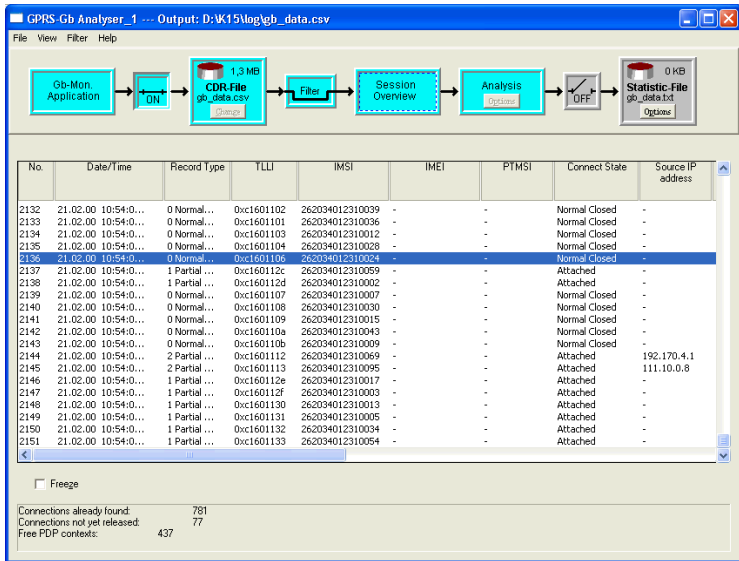 GPRS-Gb Analyser_1 --- Output: D:\K15\log\gb_data.csv
File View Filter Help
Gb-Mon. Application
ON
1,3 MB
CDR-File
gb_data.csv
Change
Filter
Session Overview
Analysis
Options
OFF
0 KB
Statistic-File
gb_data.txt
Options
No. Date/Time Record Type TLLI IMSI IMEI PTMSI Connect State Source IP address
2132 21.02.00 10:54:0... 0 Normal... 0xc1601102 262034012310039 - - Normal Closed -
2133 21.02.00 10:54:0... 0 Normal... 0xc1601101 262034012310036 - - Normal Closed -
2134 21.02.00 10:54:0... 0 Normal... 0xc1601103 262034012310012 - - Normal Closed -
2135 21.02.00 10:54:0... 0 Normal... 0xc1601104 262034012310028 - - Normal Closed -
2136 21.02.00 10:54:0... 0 Normal... 0xc1601106 262034012310024 - - Normal Closed -
2137 21.02.00 10:54:0... 1 Partial ... 0xc160112c 262034012310059 - - Attached -
2138 21.02.00 10:54:0... 1 Partial ... 0xc160112d 262034012310002 - - Attached -
2139 21.02.00 10:54:0... 0 Normal... 0xc1601107 262034012310007 - - Normal Closed -
2140 21.02.00 10:54:0... 0 Normal... 0xc1601108 262034012310030 - - Normal Closed -
2141 21.02.00 10:54:0... 0 Normal... 0xc1601109 262034012310015 - - Normal Closed -
2142 21.02.00 10:54:0... 0 Normal... 0xc160110a 262034012310043 - - Normal Closed -
2143 21.02.00 10:54:0... 0 Normal... 0xc160110b 262034012310009 - - Normal Closed -
2144 21.02.00 10:54:0... 2 Partial ... 0xc1601112 262034012310069 - - Attached 192.170.4.1
2145 21.02.00 10:54:0... 2 Partial ... 0xc1601113 262034012310095 - - Attached 111.10.0.8
2146 21.02.00 10:54:0... 1 Partial ... 0xc160112e 262034012310017 - - Attached -
2147 21.02.00 10:54:0... 1 Partial ... 0xc160112f 262034012310003 - - Attached -
2148 21.02.00 10:54:0... 1 Partial ... 0xc1601130 262034012310013 - - Attached -
2149 21.02.00 10:54:0... 1 Partial ... 0xc1601131 262034012310005 - - Attached -
2150 21.02.00 10:54:0... 1 Partial ... 0xc1601132 262034012310034 - - Attached -
2151 21.02.00 10:54:0... 1 Partial ... 0xc1601133 262034012310054 - - Attached -
Freeze
Connections already found: 781
Connections not yet released: 77
Free PDP contexts: 437